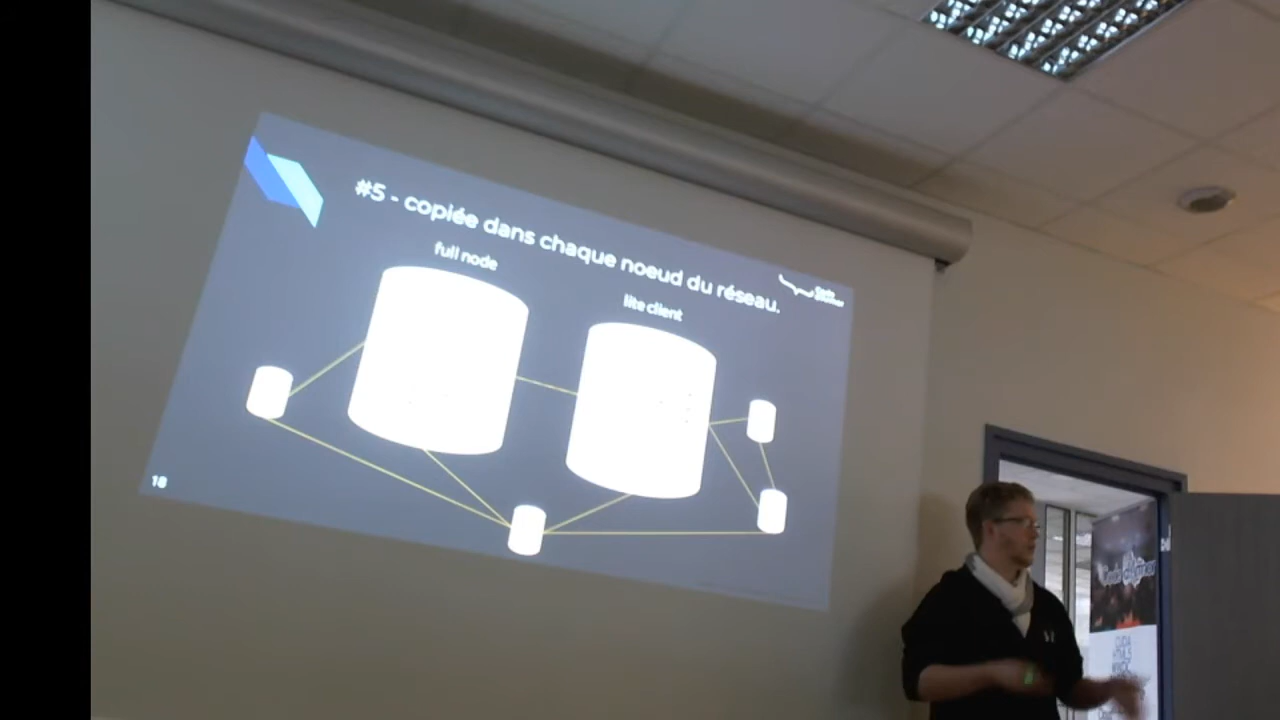 #5 - copiée dans chaque noeud du réseau.
full node
lite client
18